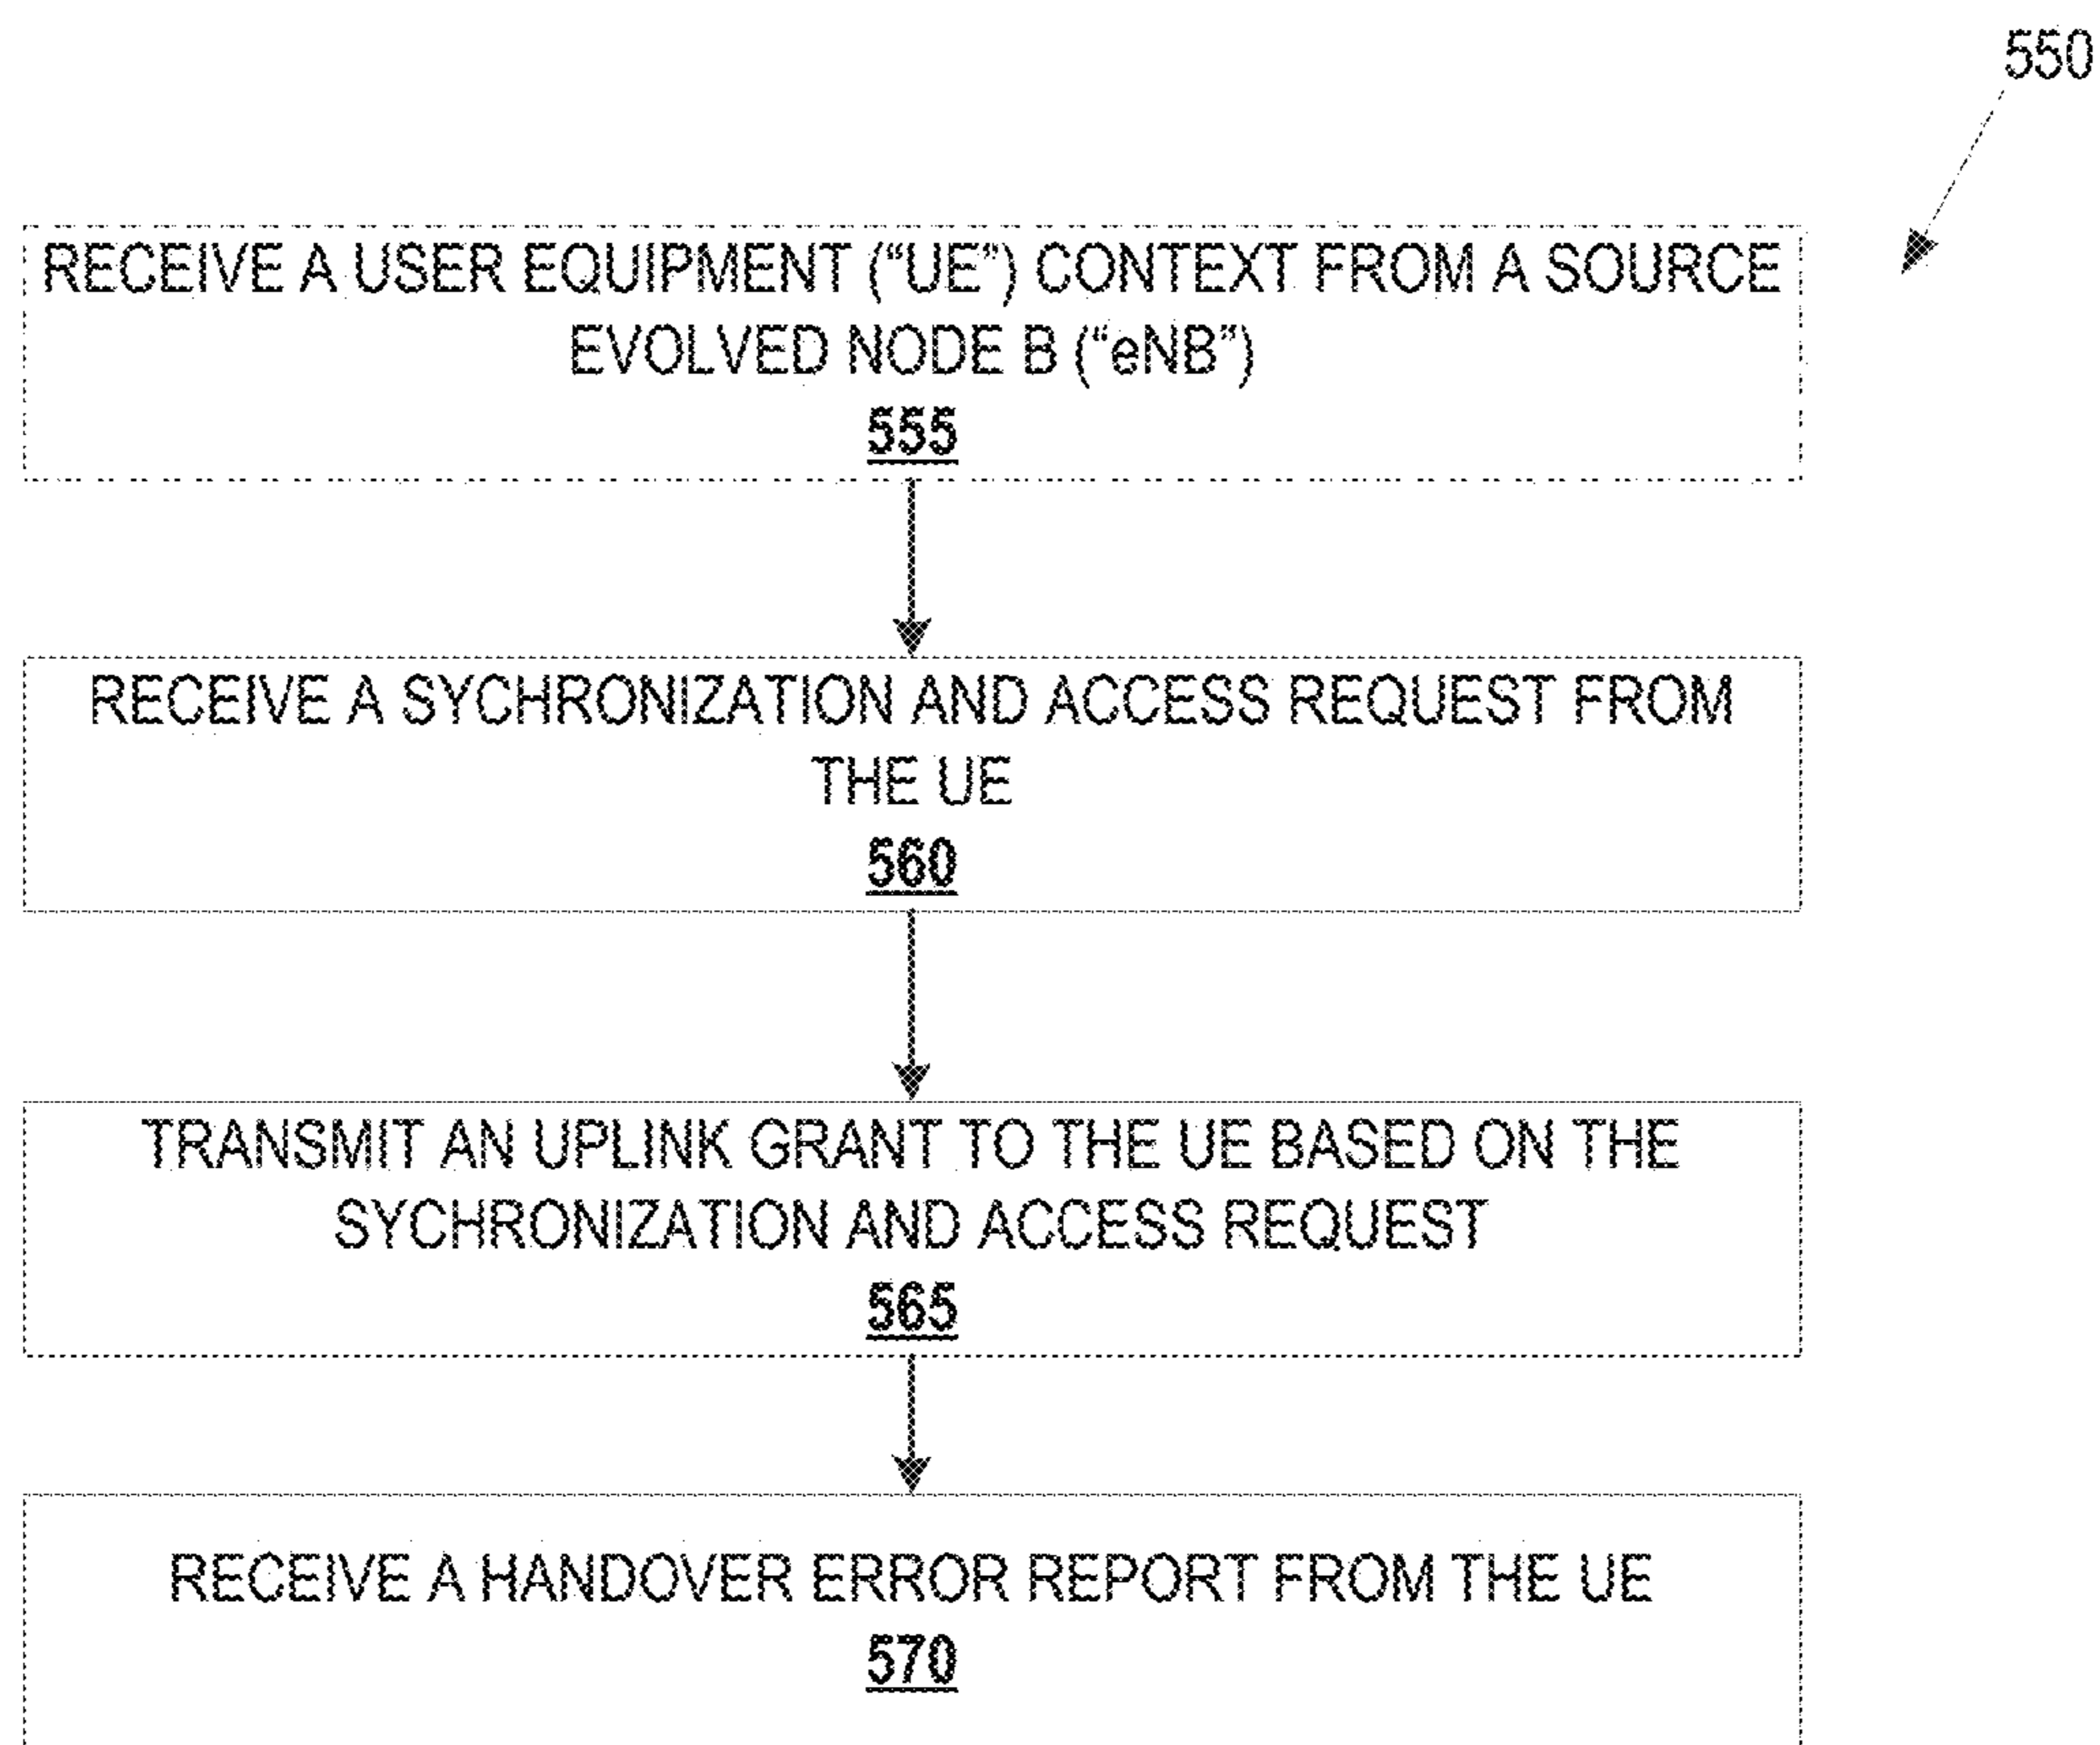 550
RECEIVE A USER EQUIPMENT (“UE”) CONTEXT FROM A SOURCE
EVOLVED NODE B (“eNB”)
555
RECEIVE A SYCHRONIZATION AND ACCESS REQUEST FROM
THE UE
560
TRANSMIT AN UPLINK GRANT TO THE UE BASED ON THE
SYCHRONIZATION AND ACCESS REQUEST
565
RECEIVE A HANDOVER ERROR REPORT FROM THE UE
570